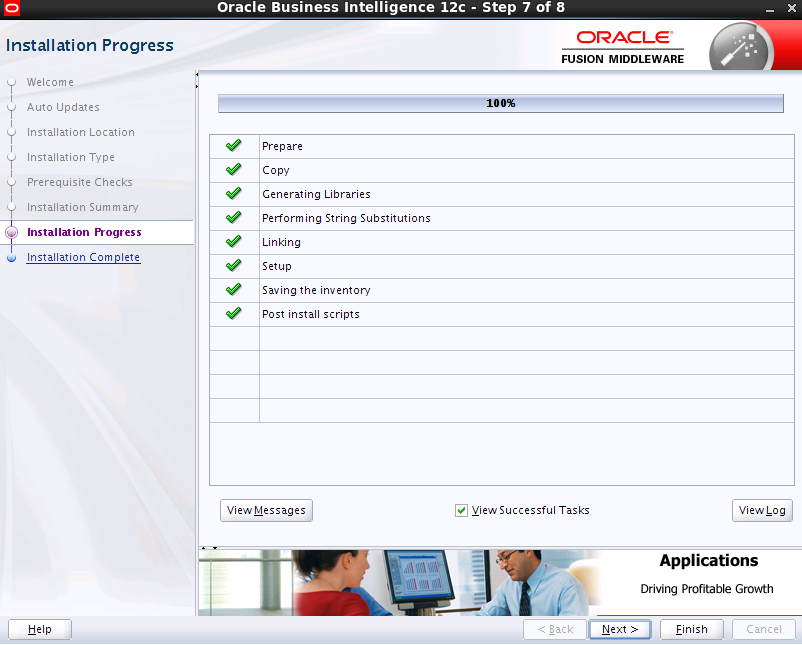 Oracle Business Intelligence 12c - Step 7 of 8
Installation Progress
ORACLE
FUSION MIDDLEWARE
Welcome
Auto Updates
Installation Location
Installation Type
Prerequisite Checks
Installation Summary
Installation Progress
Installation Complete
100%
Prepare
Copy
Generating Libraries
Performing String Substitutions
Linking
Setup
Saving the inventory
Post install scripts
View Messages
View Successful Tasks
View Log
Applications
Driving Profitable Growth
Help
< Back
Next >
Finish
Cancel